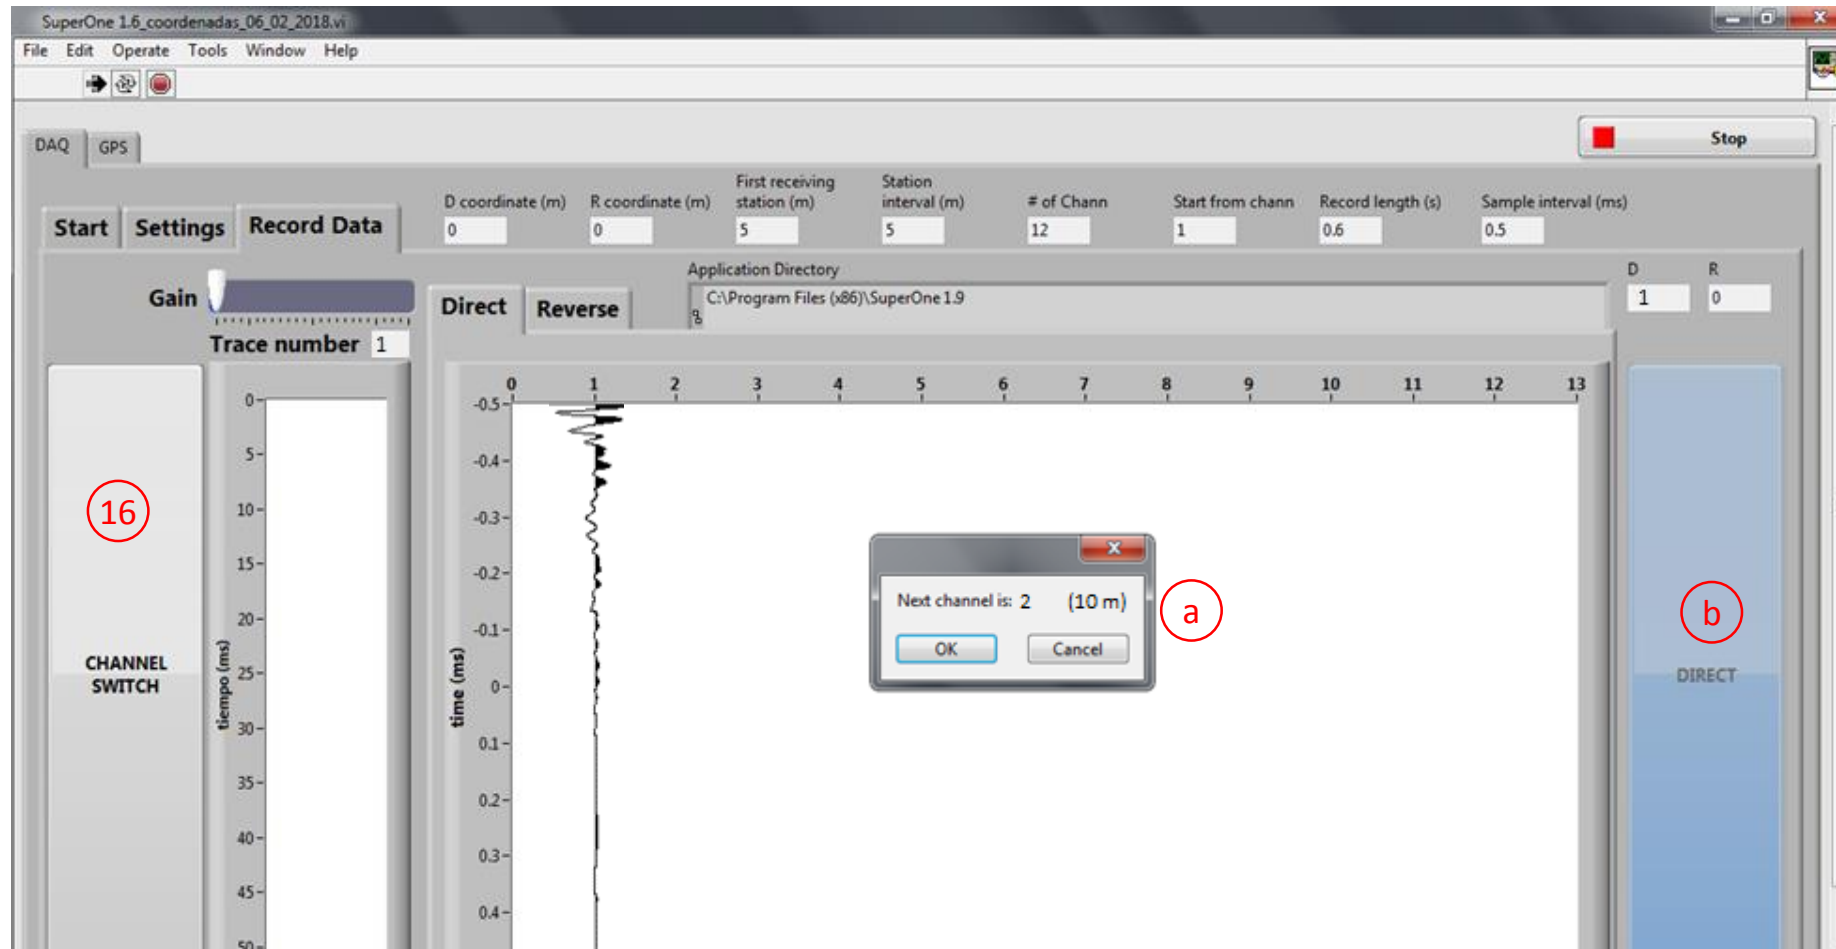 SuperOne 1.6_coordenadas_06_02_2018.vi
File Edit Operate Tools Window Help
Stop
DAQ GPS
Start Settings Record Data
D coordinate (m) R coordinate (m) First receiving station (m) Station interval (m) # of Chann Start from chann Record length (s) Sample interval (ms)
0 0 5 5 12 1 0.6 0.5
Application Directory
C:\Program Files (x86)\SuperOne 1.9
D R
1 0
Gain
Trace number 1
Direct Reverse
16
CHANNEL
SWITCH
tiempo (ms)
0
5
10
15
20
25
30
35
40
45
50
0 1 2 3 4 5 6 7 8 9 10 11 12 13
time (ms)
-0.5
-0.4
-0.3
-0.2
-0.1
0
0.1
0.2
0.3
0.4
Next channel is: 2 (10 m)
OK Cancel
a
b
DIRECT